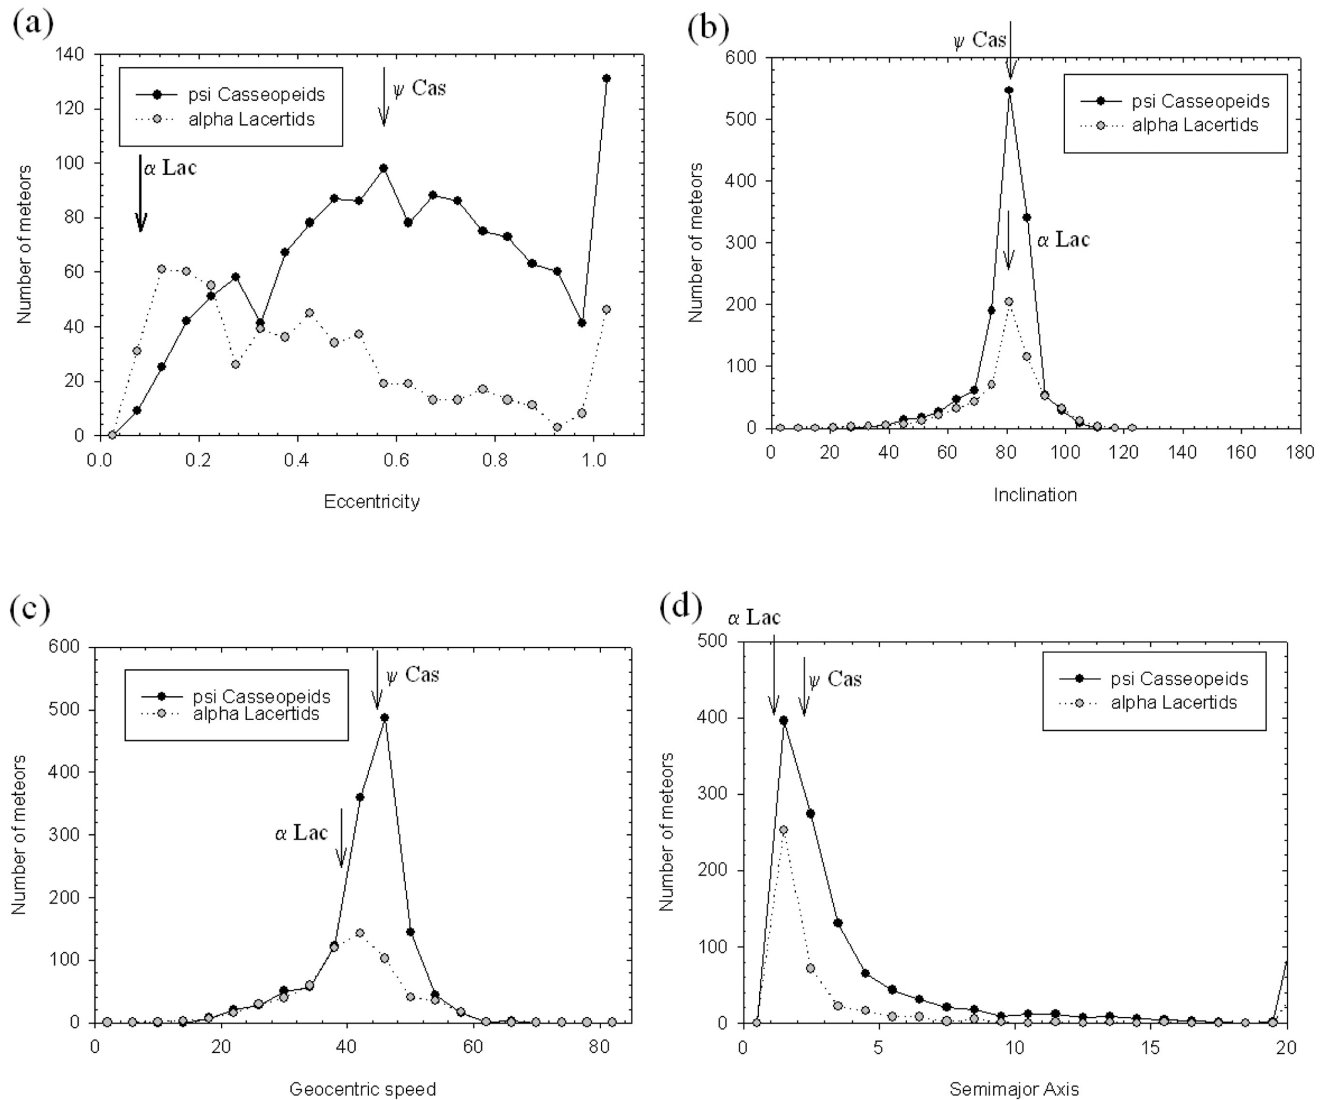 (a)
140
120
100
80
60
40
20
0
Number of meteors
psi Casseopeids
alpha Lacertids
α Lac
ψ Cas
0.0 0.2 0.4 0.6 0.8 1.0
Eccentricity
(b)
600
500
400
300
200
100
0
Number of meteors
ψ Cas
psi Casseopeids
alpha Lacertids
α Lac
0 20 40 60 80 100 120 140 160 180
Inclination
(c)
600
500
400
300
200
100
0
Number of meteors
psi Casseopeids
alpha Lacertids
ψ Cas
α Lac
0 20 40 60 80
Geocentric speed
(d)
α Lac
500
400
300
200
100
0
Number of meteors
ψ Cas
psi Casseopeids
alpha Lacertids
0 5 10 15 20
Semimajor Axis